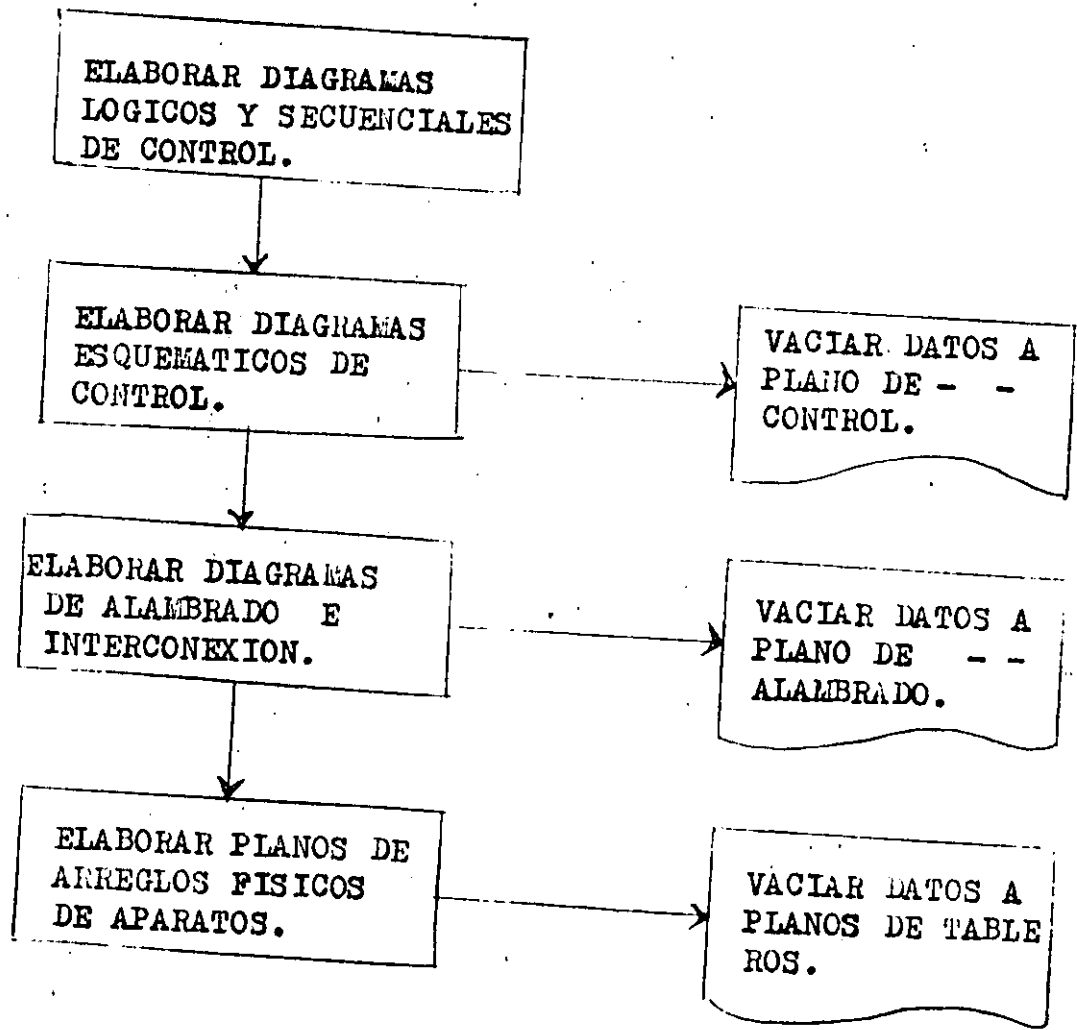 ELABORAR DIAGRAMAS
LOGICOS Y SECUENCIALES
DE CONTROL.
ELABORAR DIAGRAMAS
ESQUEMATICOS DE
CONTROL.
VACIAR DATOS A
PLANO DE - -
CONTROL.
ELABORAR DIAGRAMAS
DE ALAMBRADO E
INTERCONEXION.
VACIAR DATOS A
PLANO DE - -
ALAMBRADO.
ELABORAR PLANOS DE
ARREGLOS FISICOS
DE APARATOS.
VACIAR DATOS A
PLANOS DE TABLE
ROS.